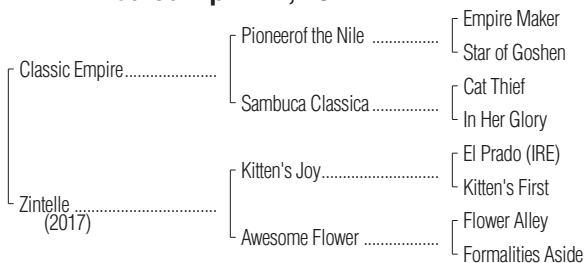 Pioneerof the Nile ................ Empire Maker
Star of Goshen
Classic Empire......................
Sambuca Classica ................ Cat Thief
In Her Glory
Kitten's Joy........................... El Prado (IRE)
Kitten's First
Zintelle .................................
(2017)
Awesome Flower .................. Flower Alley
Formalities Aside